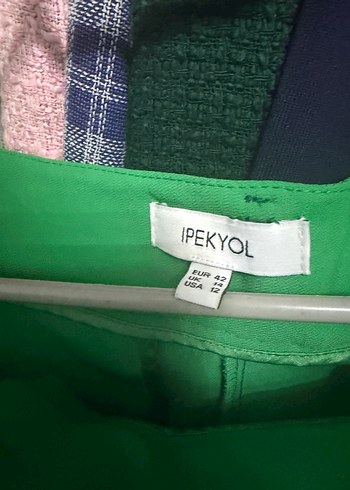 IPEKYOL
EUR 42
UK 14
USA 12